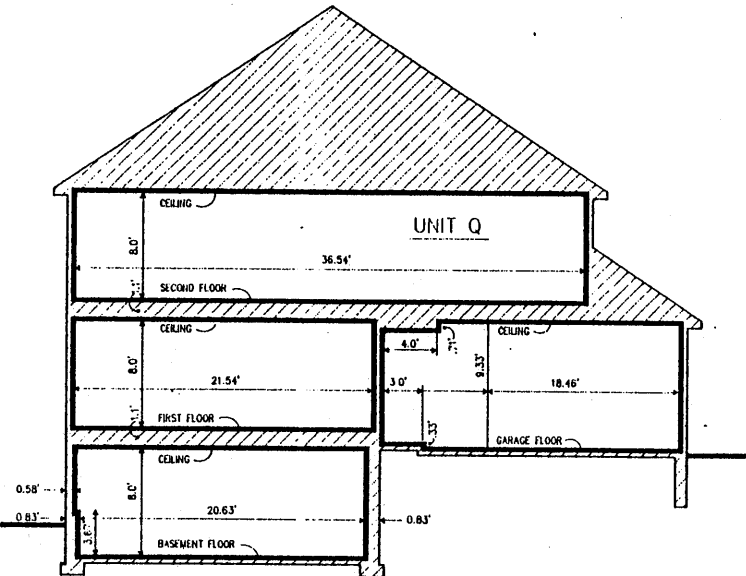 CEILING
UNIT Q
8.0'
36.54'
1.1'
SECOND FLOOR
CEILING
CEILING
.71'
4.0'
8.0'
9.33'
21.54'
3.0'
18.46'
1.1'
FIRST FLOOR
.33'
GARAGE FLOOR
CEILING
8.0'
0.58'
20.63'
0.83'
0.83'
BASEMENT FLOOR